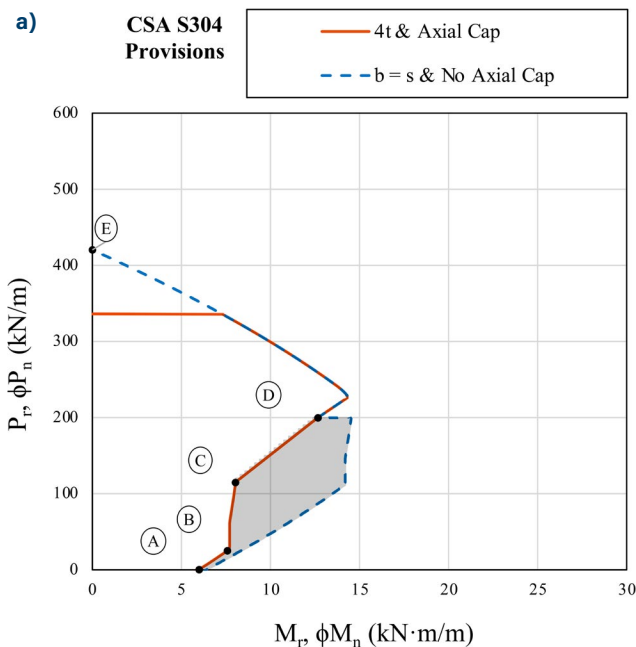 a)
CSA S304
Provisions
4t & Axial Cap
b = s & No Axial Cap
600
500
400
300
200
100
0
E
D
C
B
A
0 5 10 15 20 25 30
Pr, ϕPn (kN/m)
Mr, ϕMn (kN·m/m)